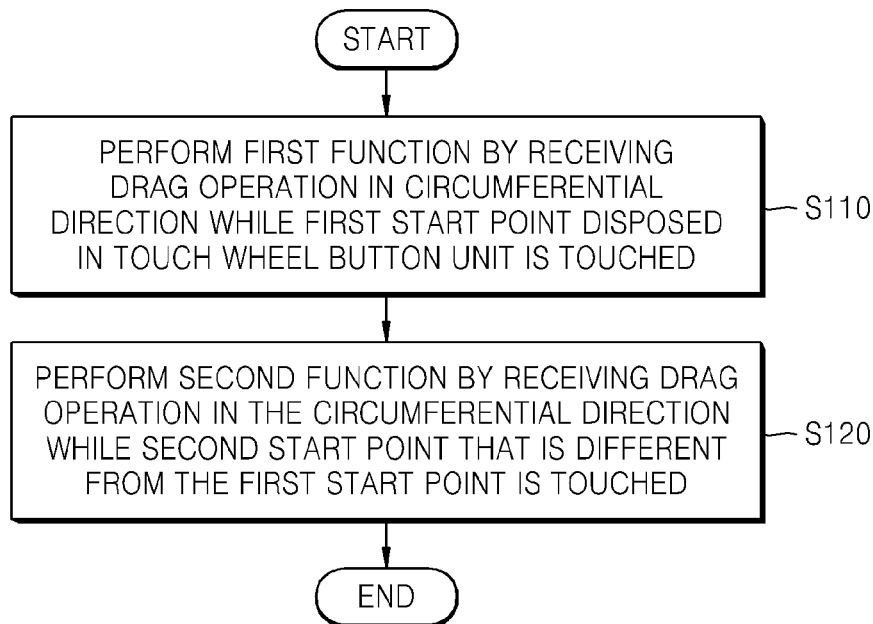 START
PERFORM FIRST FUNCTION BY RECEIVING
DRAG OPERATION IN CIRCUMFERENTIAL
DIRECTION WHILE FIRST START POINT DISPOSED
IN TOUCH WHEEL BUTTON UNIT IS TOUCHED
S110
PERFORM SECOND FUNCTION BY RECEIVING DRAG
OPERATION IN THE CIRCUMFERENTIAL DIRECTION
WHILE SECOND START POINT THAT IS DIFFERENT
FROM THE FIRST START POINT IS TOUCHED
S120
END